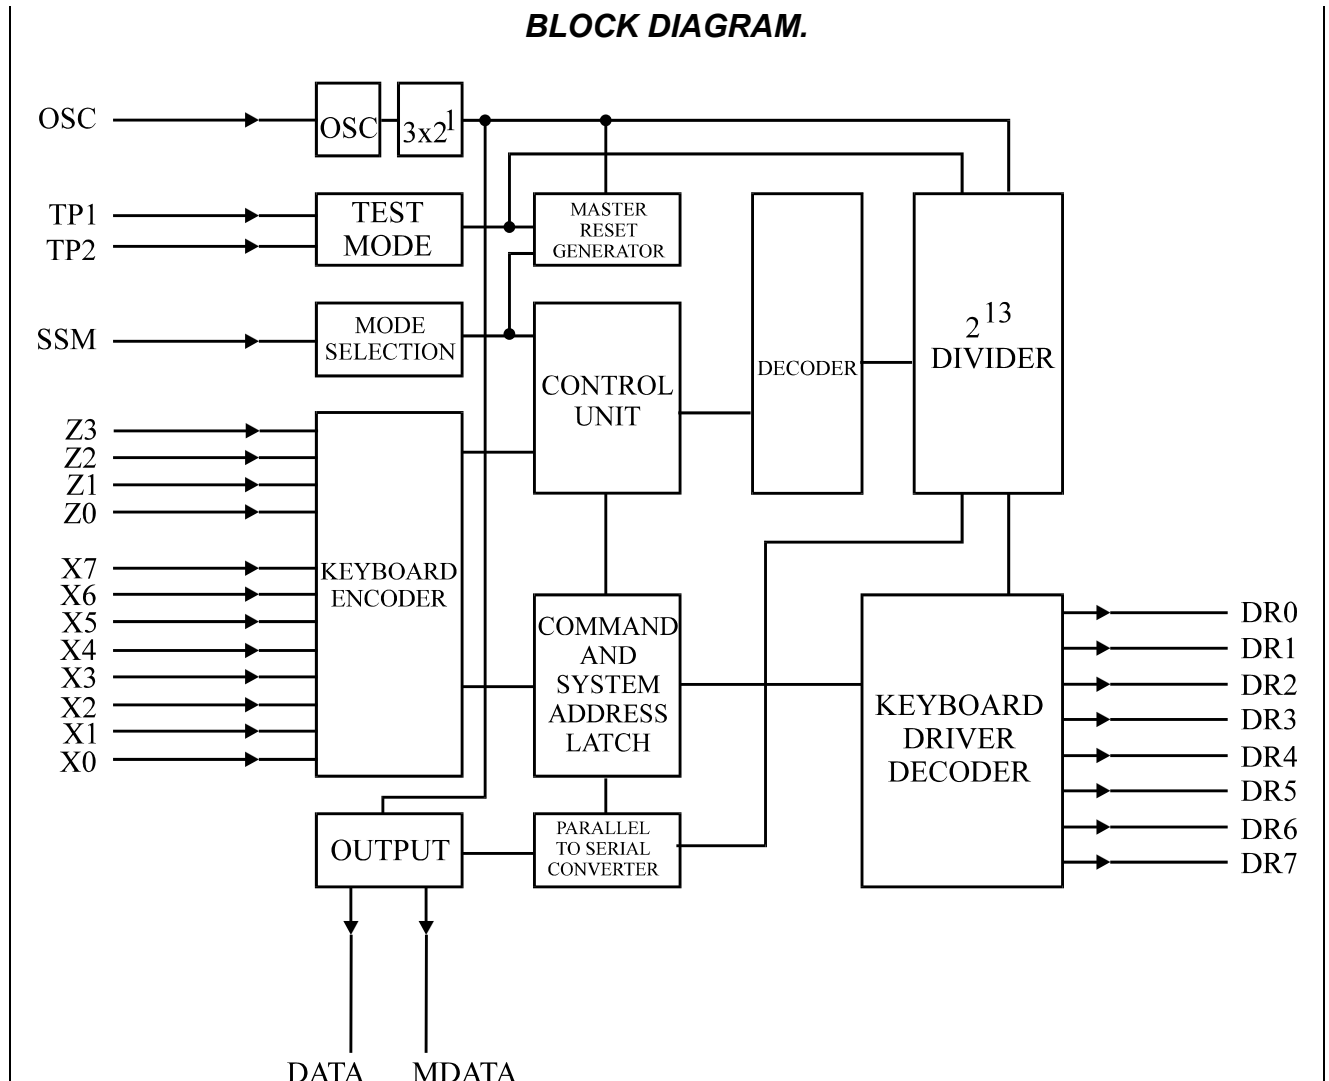 BLOCK DIAGRAM.
OSC
OSC
3x2^1
TP1
TP2
TEST
MODE
MASTER
RESET
GENERATOR
SSM
MODE
SELECTION
CONTROL
UNIT
DECODER
2^13
DIVIDER
Z3
Z2
Z1
Z0
X7
X6
X5
X4
X3
X2
X1
X0
KEYBOARD
ENCODER
COMMAND
AND
SYSTEM
ADDRESS
LATCH
KEYBOARD
DRIVER
DECODER
DR0
DR1
DR2
DR3
DR4
DR5
DR6
DR7
OUTPUT
PARALLEL
TO SERIAL
CONVERTER
DATA
MDATA